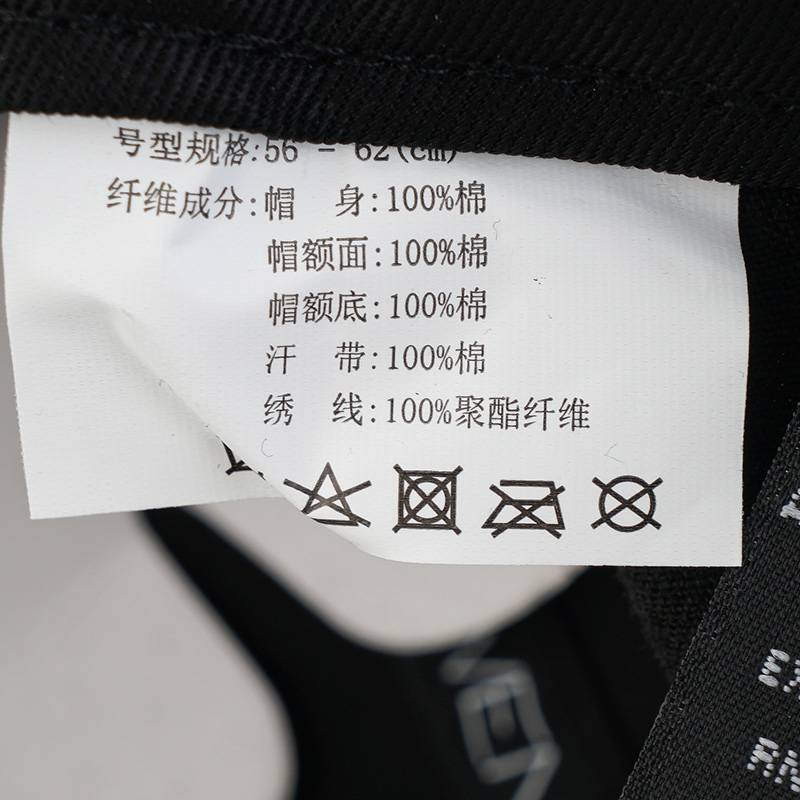 号型规格:56 - 62(cm)
纤维成分:帽 身:100%棉
帽额面:100%棉
帽额底:100%棉
汗 带:100%棉
绣 线:100%聚酯纤维